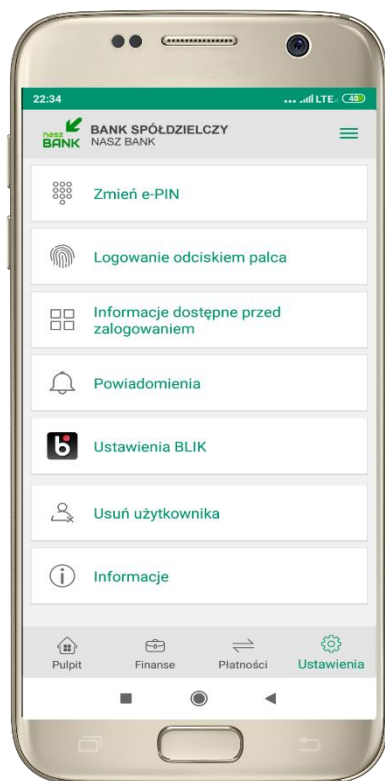 22:34
LTE 40
nasz BANK
BANK SPÓŁDZIELCZY
NASZ BANK
Zmień e-PIN
Logowanie odciskiem palca
Informacje dostępne przed
zalogowaniem
Powiadomienia
Ustawienia BLIK
Usuń użytkownika
Informacje
Pulpit
Finanse
Płatności
Ustawienia